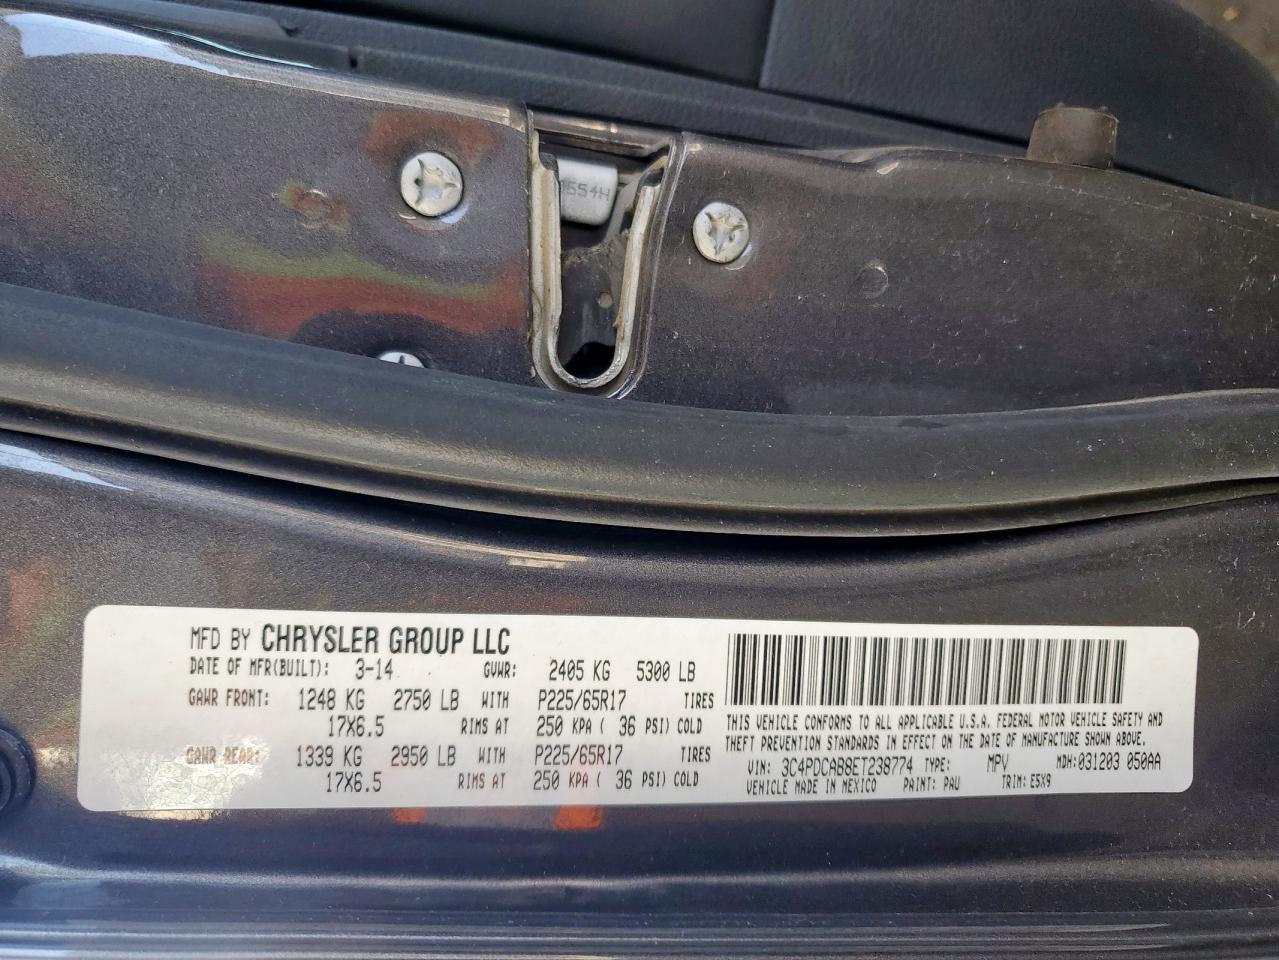 554H
MFD BY CHRYSLER GROUP LLC
DATE OF MFR(BUILT): 3-14 GVWR: 2405 KG 5300 LB
GAWR FRONT: 1248 KG 2750 LB WITH P225/65R17 TIRES
17X6.5 RIMS AT 250 KPA ( 36 PSI) COLD
GAWR REAR: 1339 KG 2950 LB WITH P225/65R17 TIRES
17X6.5 RIMS AT 250 KPA ( 36 PSI) COLD
THIS VEHICLE CONFORMS TO ALL APPLICABLE U.S.A. FEDERAL MOTOR VEHICLE SAFETY AND
THEFT PREVENTION STANDARDS IN EFFECT ON THE DATE OF MANUFACTURE SHOWN ABOVE.
VIN: 3C4PDCAB8ET238774 TYPE: MPV MDH: 031203 050AA
VEHICLE MADE IN MEXICO PAINT: PAU TRIM: E5X9